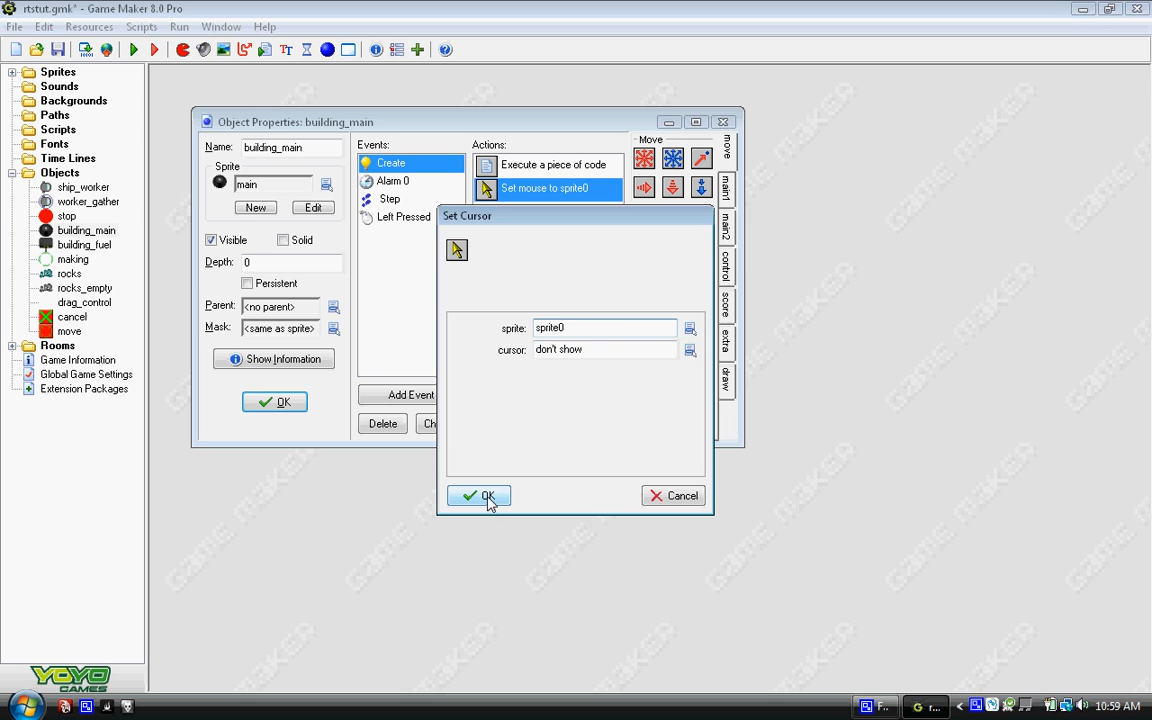 rtstut.gmk* - Game Maker 8.0 Pro
File Edit Resources Scripts Run Window Help
Sprites
Sounds
Backgrounds
Paths
Scripts
Fonts
Time Lines
Objects
ship_worker
worker_gather
stop
building_main
building_fuel
making
rocks
rocks_empty
drag_control
cancel
move
Rooms
Game Information
Global Game Settings
Extension Packages
YOYO
GAMES
Object Properties: building_main
Name: building_main
Sprite
main
New Edit
Visible Solid
Depth: 0
Persistent
Parent: <no parent>
Mask: <same as sprite>
Show Information
OK
Events:
Create
Alarm 0
Step
Left Pressed
Add Event
Delete Ch
Actions:
Execute a piece of code
Set mouse to sprite0
Move
move
main1
main2
control
score
extra
draw
Set Cursor
sprite: sprite0
cursor: don't show
OK Cancel
F..
r...
10:59 AM